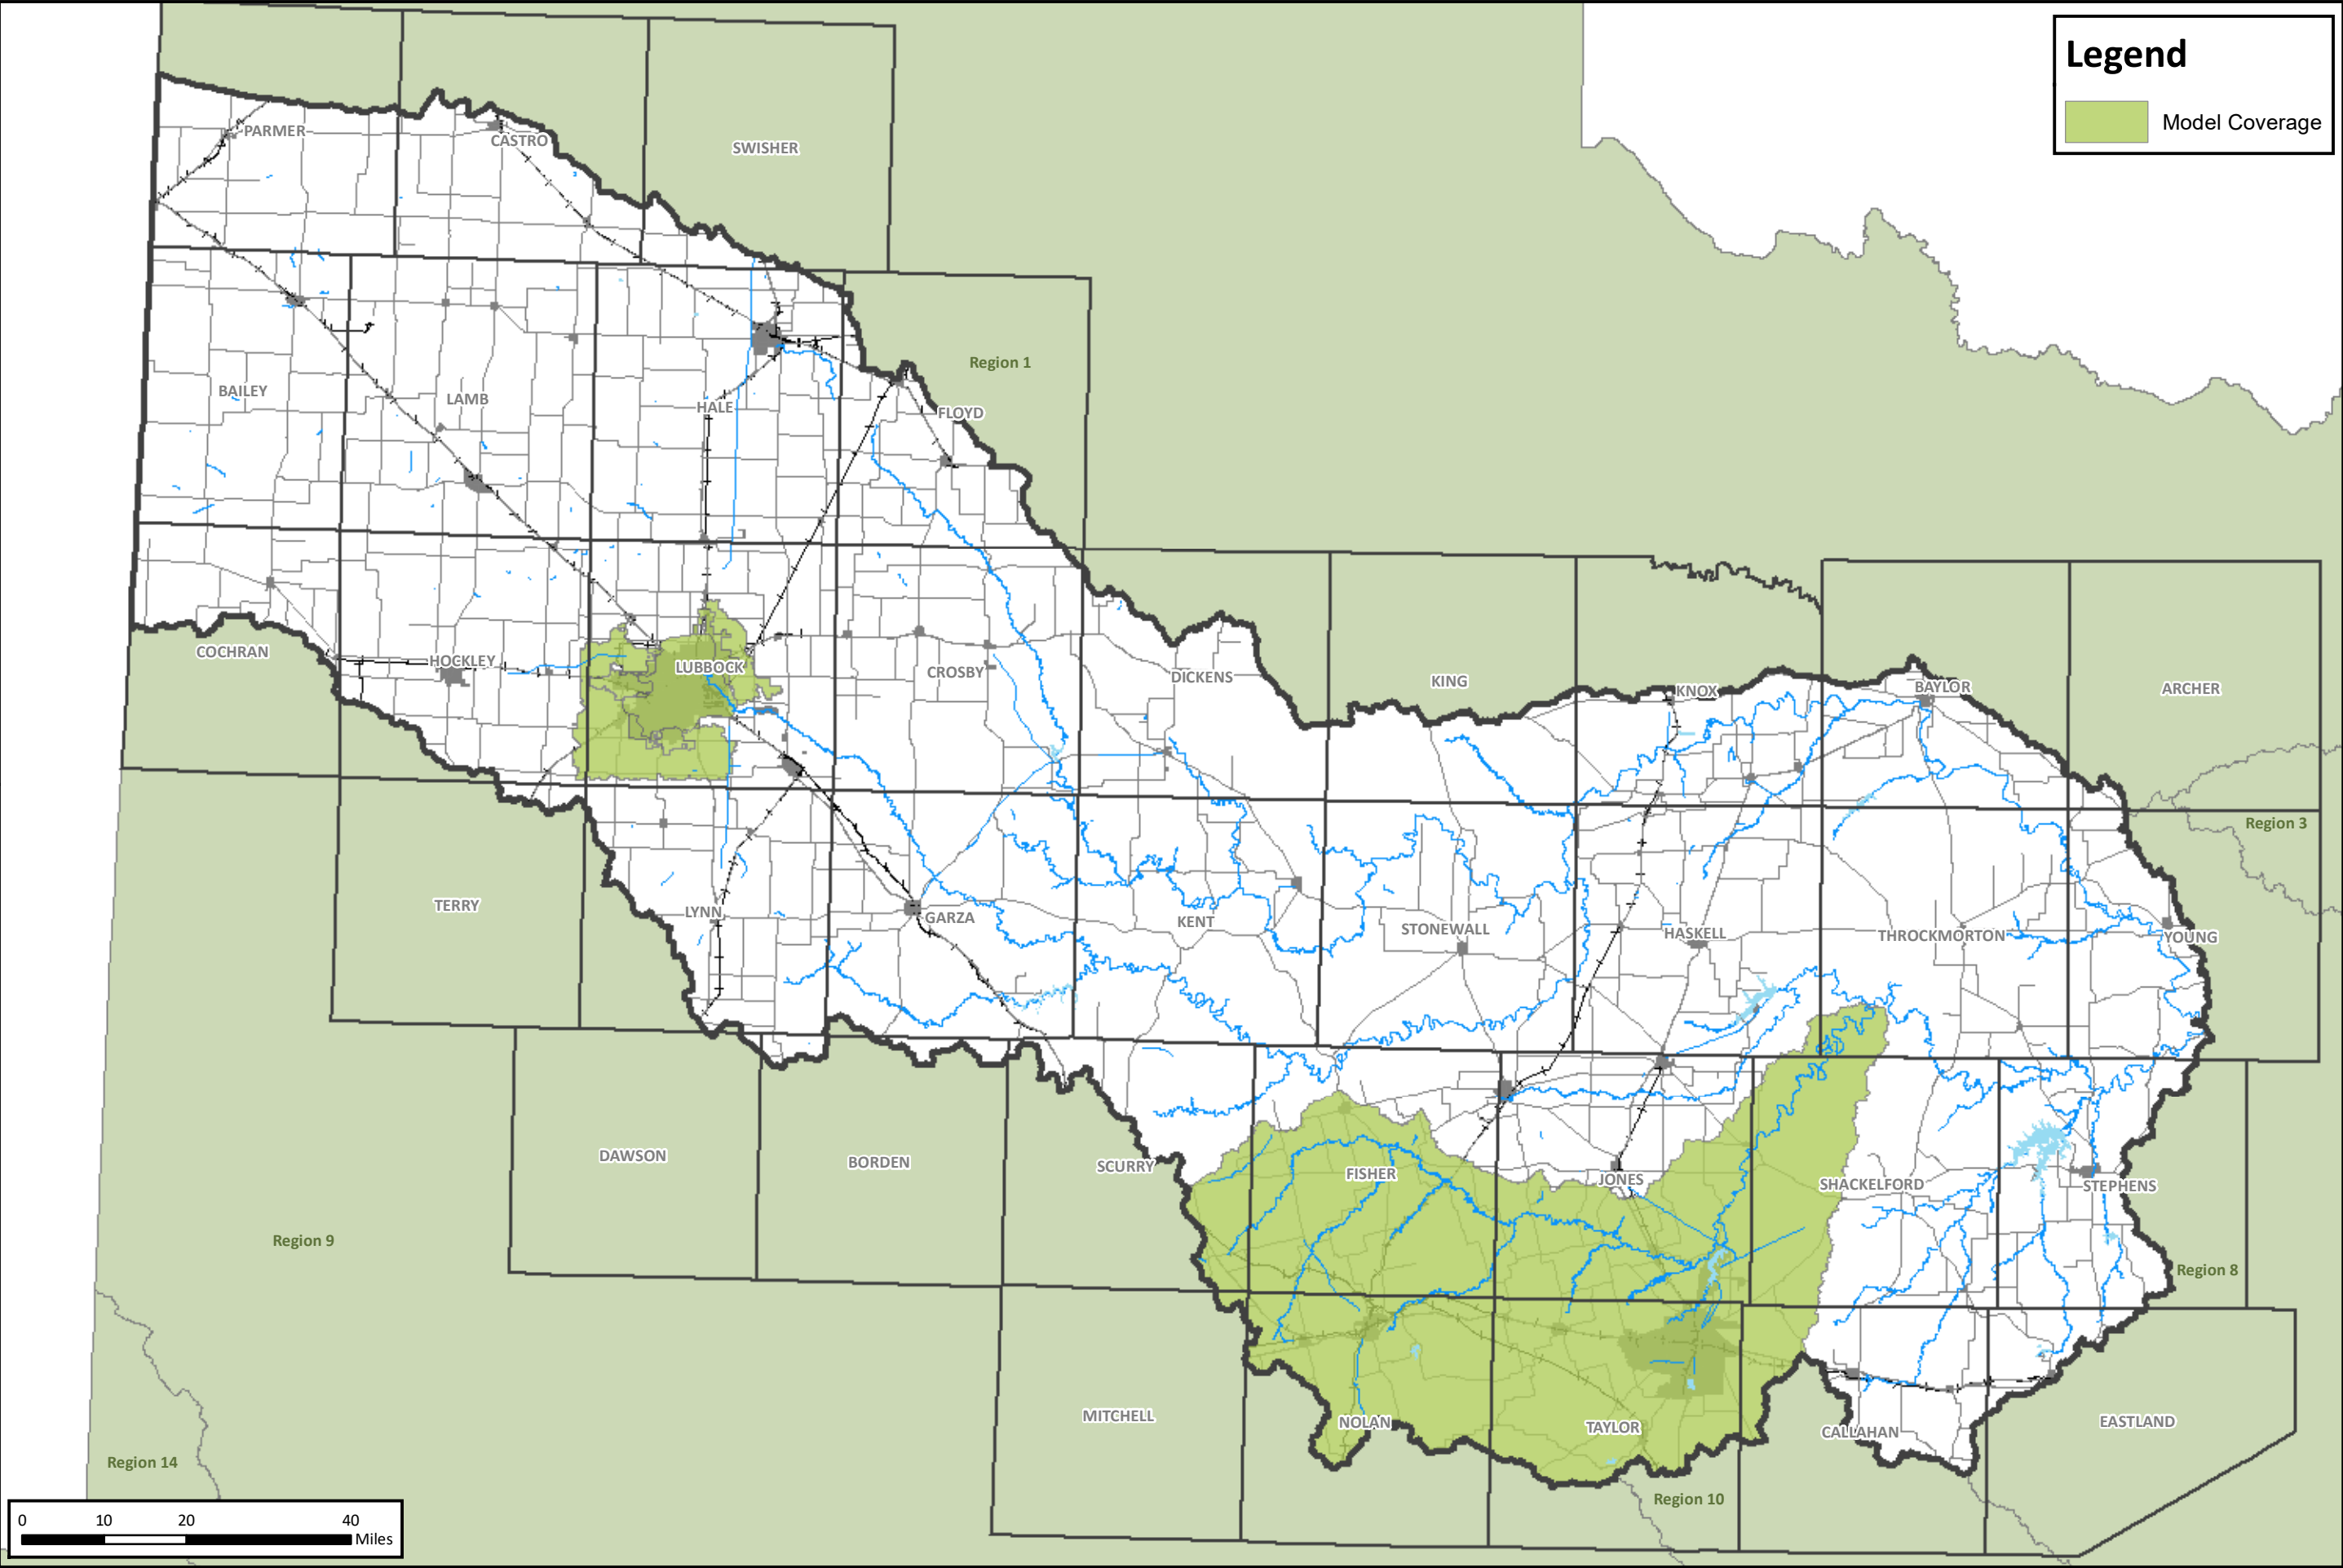 Legend
Model Coverage
PARMER
CASTRO
SWISHER
Region 1
BAILEY
LAMB
HALE
FLOYD
COCHRAN
HOCKLEY
LUBBOCK
CROSBY
DICKENS
KING
KNOX
BAYLOR
ARCHER
Region 3
TERRY
LYNN
GARZA
KENT
STONEWALL
HASKELL
THROCKMORTON
YOUNG
DAWSON
BORDEN
SCURRY
FISHER
JONES
SHACKELFORD
STEPHENS
Region 9
Region 8
MITCHELL
NOLAN
TAYLOR
CALLAHAN
EASTLAND
Region 14
Region 10
0 10 20 40
Miles